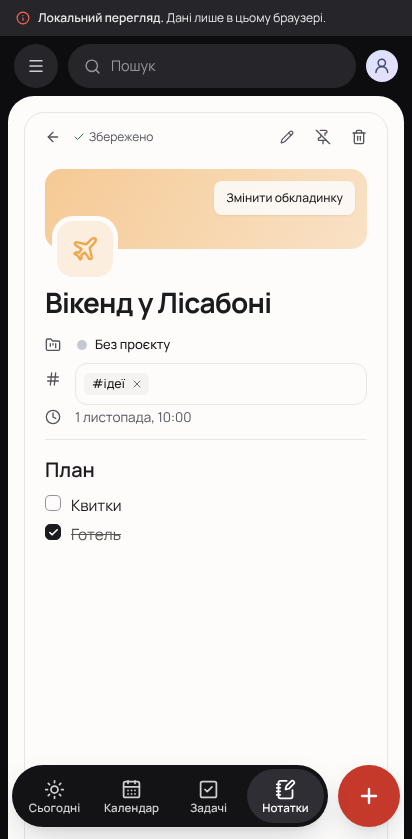 Локальний перегляд. Дані лише в цьому браузері.
Пошук
Збережено
Змінити обкладинку
Вікенд у Лісабоні
Без проєкту
#ідеї
1 листопада, 10:00
План
Квитки
Готель
Сьогодні Календар Задачі Нотатки